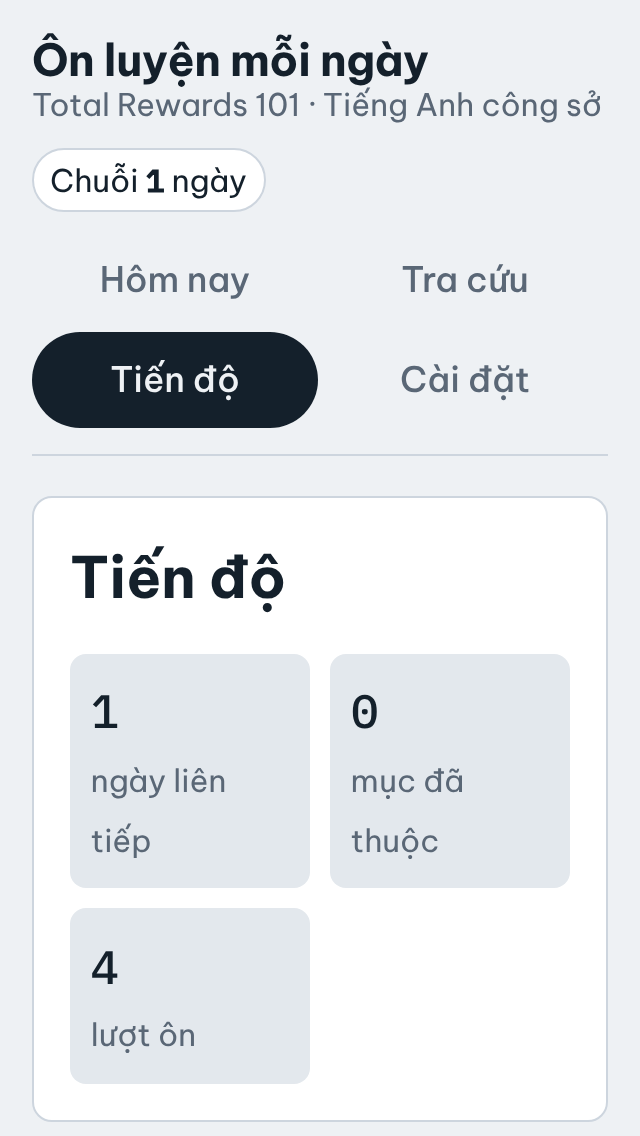 Ôn luyện mỗi ngày
Total Rewards 101 · Tiếng Anh công sở
Chuỗi 1 ngày
Hôm nay
Tra cứu
Tiến độ
Cài đặt
Tiến độ
1
ngày liên
tiếp
0
mục đã
thuộc
4
lượt ôn